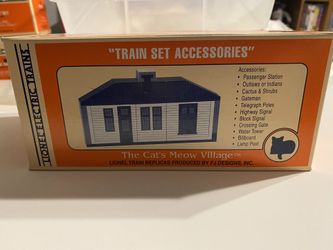 "TRAIN SET ACCESSORIES"
LIONEL ELECTRIC TRAINS
Accessories:
• Passenger Station
• Outlaws or Indians
• Cactus & Shrubs
• Gateman
• Telegraph Poles
• Highway Signal
• Block Signal
• Crossing Gate
• Water Tower
• Billboard
• Lamp Post
The Cat's Meow Village™
LIONEL TRAIN REPLICAS PRODUCED BY FJ DESIGNS, INC.